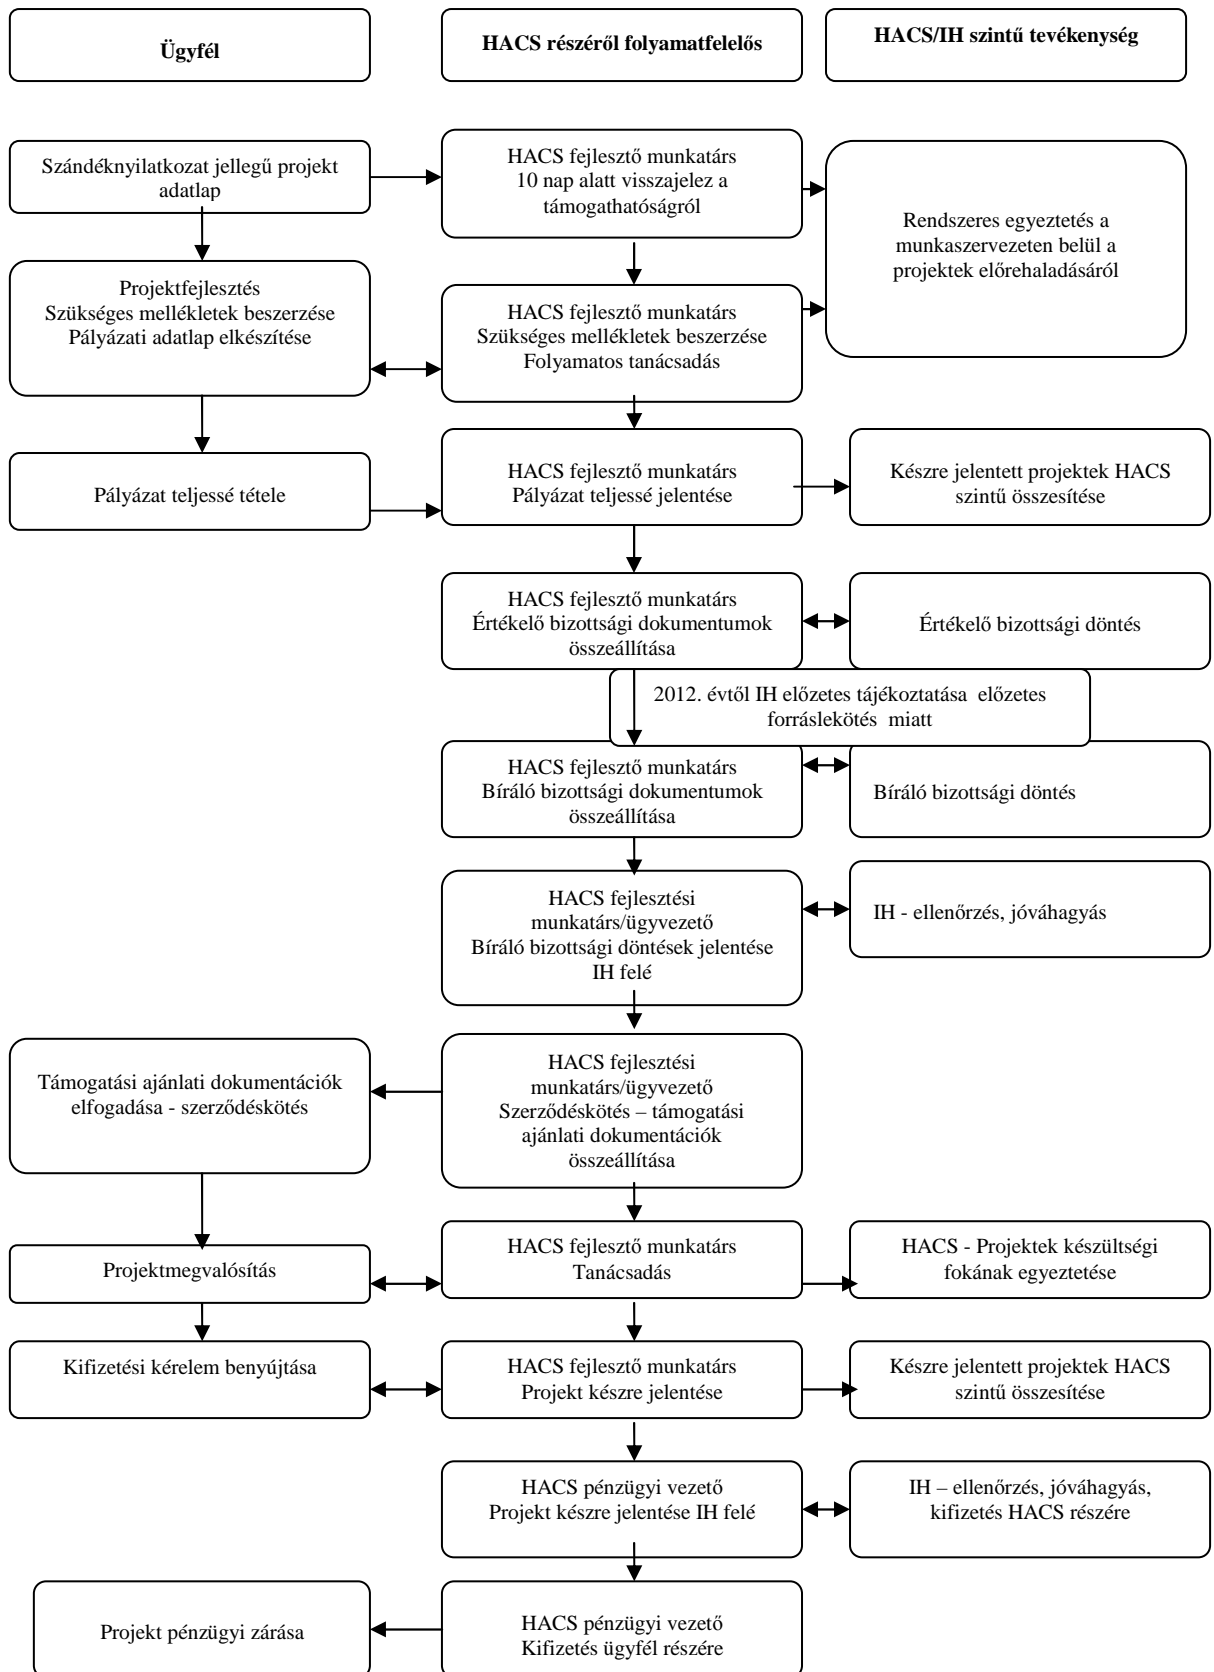 Ügyfél
HACS részéről folyamatfelelős
HACS/IH szintű tevékenység
Szándéknyilatkozat jellegű projekt
adatlap
HACS fejlesztő munkatárs
10 nap alatt visszajelez a
támogathatóságról
Rendszeres egyeztetés a
munkaszervezeten belül a
projektek előrehaladásáról
Projektfejlesztés
Szükséges mellékletek beszerzése
Pályázati adatlap elkészítése
HACS fejlesztő munkatárs
Szükséges mellékletek beszerzése
Folyamatos tanácsadás
Pályázat teljessé tétele
HACS fejlesztő munkatárs
Pályázat teljessé jelentése
Készre jelentett projektek HACS
szintű összesítése
HACS fejlesztő munkatárs
Értékelő bizottsági dokumentumok
összeállítása
Értékelő bizottsági döntés
2012. évtől IH előzetes tájékoztatása  előzetes
forráslekötés  miatt
HACS fejlesztő munkatárs
Bíráló bizottsági dokumentumok
összeállítása
Bíráló bizottsági döntés
HACS fejlesztési
munkatárs/ügyvezető
Bíráló bizottsági döntések jelentése
IH felé
IH - ellenőrzés, jóváhagyás
Támogatási ajánlati dokumentációk
elfogadása - szerződéskötés
HACS fejlesztési
munkatárs/ügyvezető
Szerződéskötés – támogatási
ajánlati dokumentációk
összeállítása
Projektmegvalósítás
HACS fejlesztő munkatárs
Tanácsadás
HACS - Projektek készültségi
fokának egyeztetése
Kifizetési kérelem benyújtása
HACS fejlesztő munkatárs
Projekt készre jelentése
Készre jelentett projektek HACS
szintű összesítése
HACS pénzügyi vezető
Projekt készre jelentése IH felé
IH – ellenőrzés, jóváhagyás,
kifizetés HACS részére
Projekt pénzügyi zárása
HACS pénzügyi vezető
Kifizetés ügyfél részére